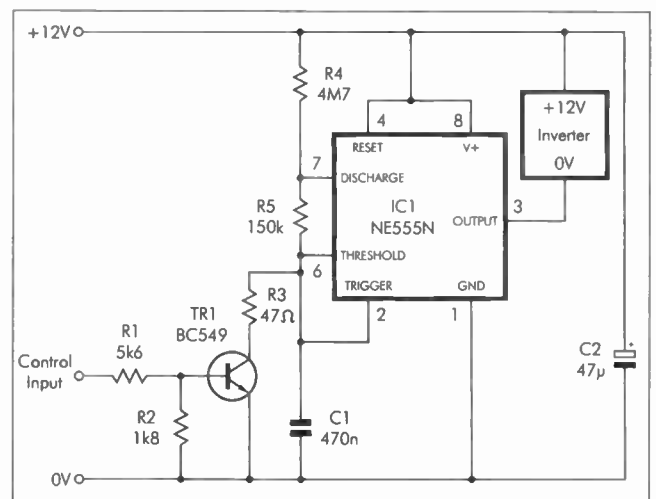 +12V
R4
4M7
4
8
+12V
Inverter
0V
RESET
V+
7
DISCHARGE
R5
150k
IC1
NE555N
OUTPUT
3
THRESHOLD
6
TRIGGER
GND
R3
47Ω
2
1
TR1
BC549
R1
5k6
Control
Input
C2
47µ
+
R2
1k8
C1
470n
0V